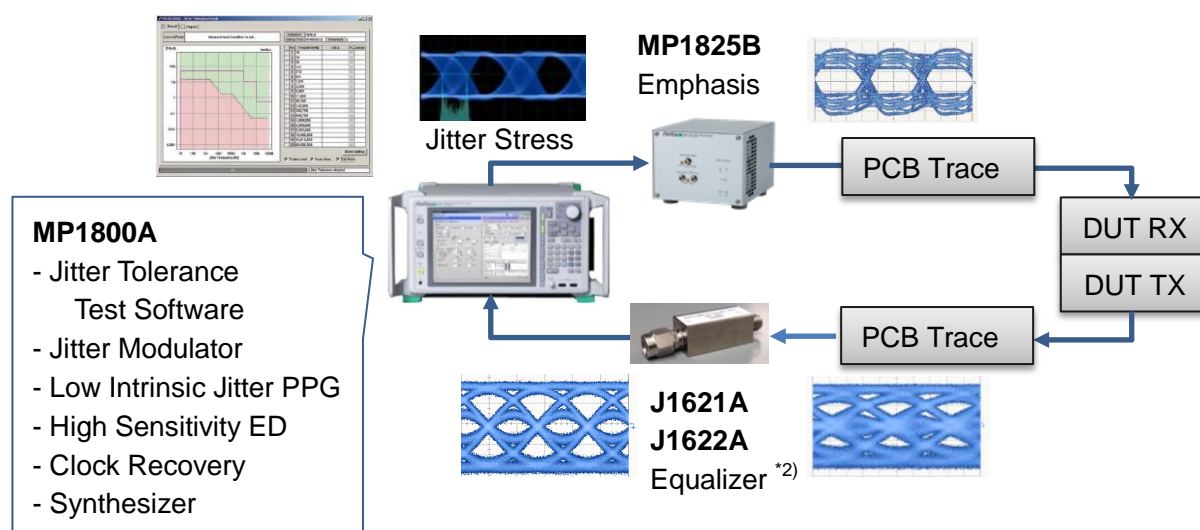 MP1825B
Emphasis
Jitter Stress
PCB Trace
DUT RX
DUT TX
PCB Trace
MP1800A
- Jitter Tolerance
Test Software
- Jitter Modulator
- Low Intrinsic Jitter PPG
- High Sensitivity ED
- Clock Recovery
- Synthesizer
J1621A
J1622A
Equalizer *2)